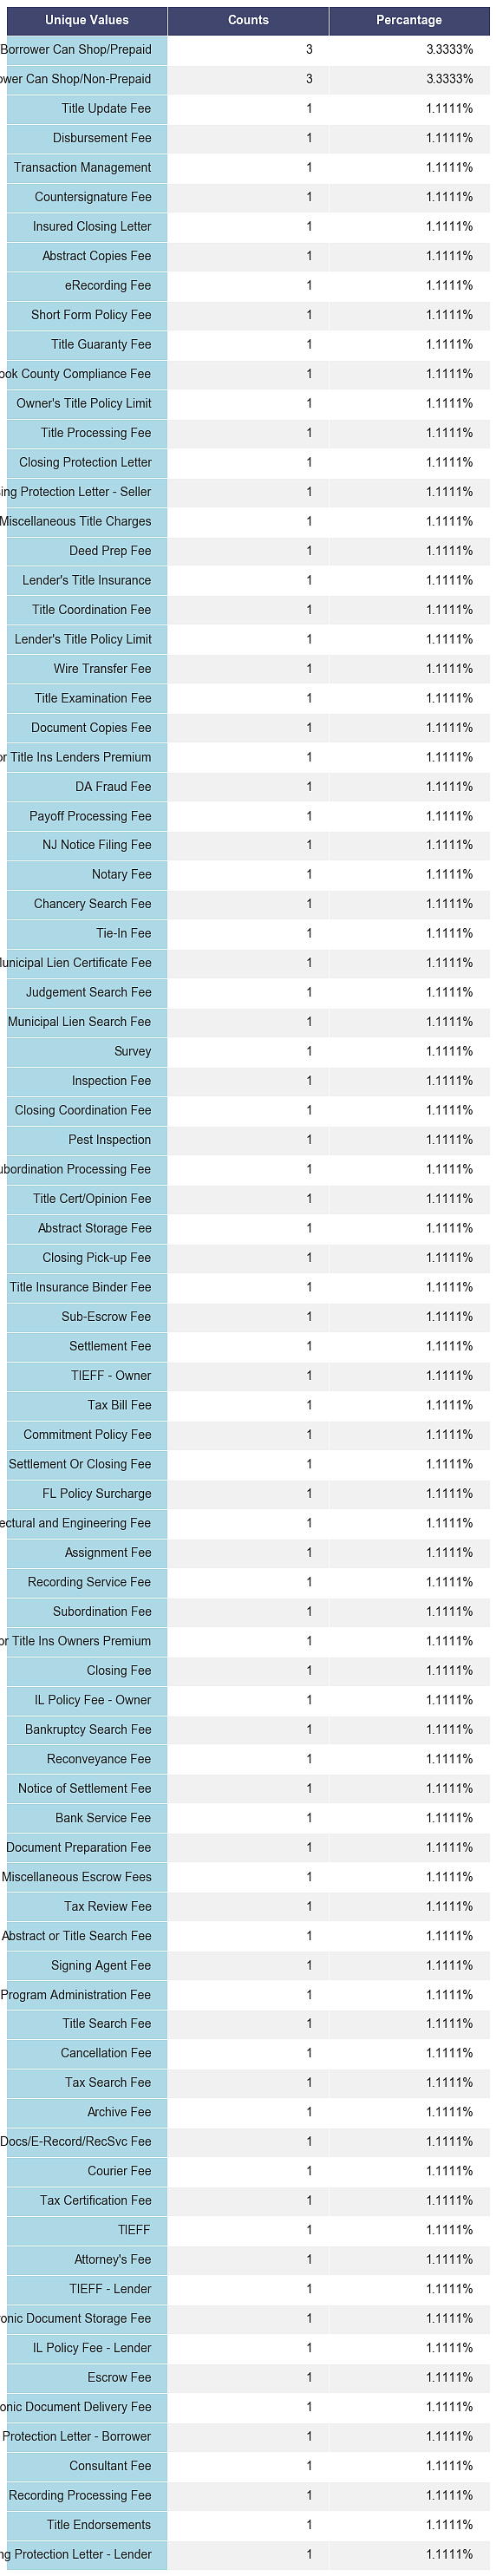 Unique Values Counts Percantage
Borrower Can Shop/Prepaid 3 3.3333%
Can Shop/Non-Prepaid 3 3.3333%
Title Update Fee 1 1.1111%
Disbursement Fee 1 1.1111%
Transaction Management 1 1.1111%
Countersignature Fee 1 1.1111%
Insured Closing Letter 1 1.1111%
Abstract Copies Fee 1 1.1111%
eRecording Fee 1 1.1111%
Short Form Policy Fee 1 1.1111%
Title Guaranty Fee 1 1.1111%
County Compliance Fee 1 1.1111%
Owner's Title Policy Limit 1 1.1111%
Title Processing Fee 1 1.1111%
Closing Protection Letter 1 1.1111%
Protection Letter - Seller 1 1.1111%
Miscellaneous Title Charges 1 1.1111%
Deed Prep Fee 1 1.1111%
Lender's Title Insurance 1 1.1111%
Title Coordination Fee 1 1.1111%
Lender's Title Policy Limit 1 1.1111%
Wire Transfer Fee 1 1.1111%
Title Examination Fee 1 1.1111%
Document Copies Fee 1 1.1111%
Title Ins Lenders Premium 1 1.1111%
DA Fraud Fee 1 1.1111%
Payoff Processing Fee 1 1.1111%
NJ Notice Filing Fee 1 1.1111%
Notary Fee 1 1.1111%
Chancery Search Fee 1 1.1111%
Tie-In Fee 1 1.1111%
Lien Certificate Fee 1 1.1111%
Judgement Search Fee 1 1.1111%
Municipal Lien Search Fee 1 1.1111%
Survey 1 1.1111%
Inspection Fee 1 1.1111%
Closing Coordination Fee 1 1.1111%
Pest Inspection 1 1.1111%
Processing Fee 1 1.1111%
Title Cert/Opinion Fee 1 1.1111%
Abstract Storage Fee 1 1.1111%
Closing Pick-up Fee 1 1.1111%
Title Insurance Binder Fee 1 1.1111%
Sub-Escrow Fee 1 1.1111%
Settlement Fee 1 1.1111%
TIEFF - Owner 1 1.1111%
Tax Bill Fee 1 1.1111%
Commitment Policy Fee 1 1.1111%
Settlement Or Closing Fee 1 1.1111%
FL Policy Surcharge 1 1.1111%
and Engineering Fee 1 1.1111%
Assignment Fee 1 1.1111%
Recording Service Fee 1 1.1111%
Subordination Fee 1 1.1111%
Title Ins Owners Premium 1 1.1111%
Closing Fee 1 1.1111%
IL Policy Fee - Owner 1 1.1111%
Bankruptcy Search Fee 1 1.1111%
Reconveyance Fee 1 1.1111%
Notice of Settlement Fee 1 1.1111%
Bank Service Fee 1 1.1111%
Document Preparation Fee 1 1.1111%
Miscellaneous Escrow Fees 1 1.1111%
Tax Review Fee 1 1.1111%
Abstract or Title Search Fee 1 1.1111%
Signing Agent Fee 1 1.1111%
Program Administration Fee 1 1.1111%
Title Search Fee 1 1.1111%
Cancellation Fee 1 1.1111%
Tax Search Fee 1 1.1111%
Archive Fee 1 1.1111%
Docs/E-Record/RecSvc Fee 1 1.1111%
Courier Fee 1 1.1111%
Tax Certification Fee 1 1.1111%
TIEFF 1 1.1111%
Attorney's Fee 1 1.1111%
TIEFF - Lender 1 1.1111%
Document Storage Fee 1 1.1111%
IL Policy Fee - Lender 1 1.1111%
Escrow Fee 1 1.1111%
Document Delivery Fee 1 1.1111%
Protection Letter - Borrower 1 1.1111%
Consultant Fee 1 1.1111%
Recording Processing Fee 1 1.1111%
Title Endorsements 1 1.1111%
Protection Letter - Lender 1 1.1111%